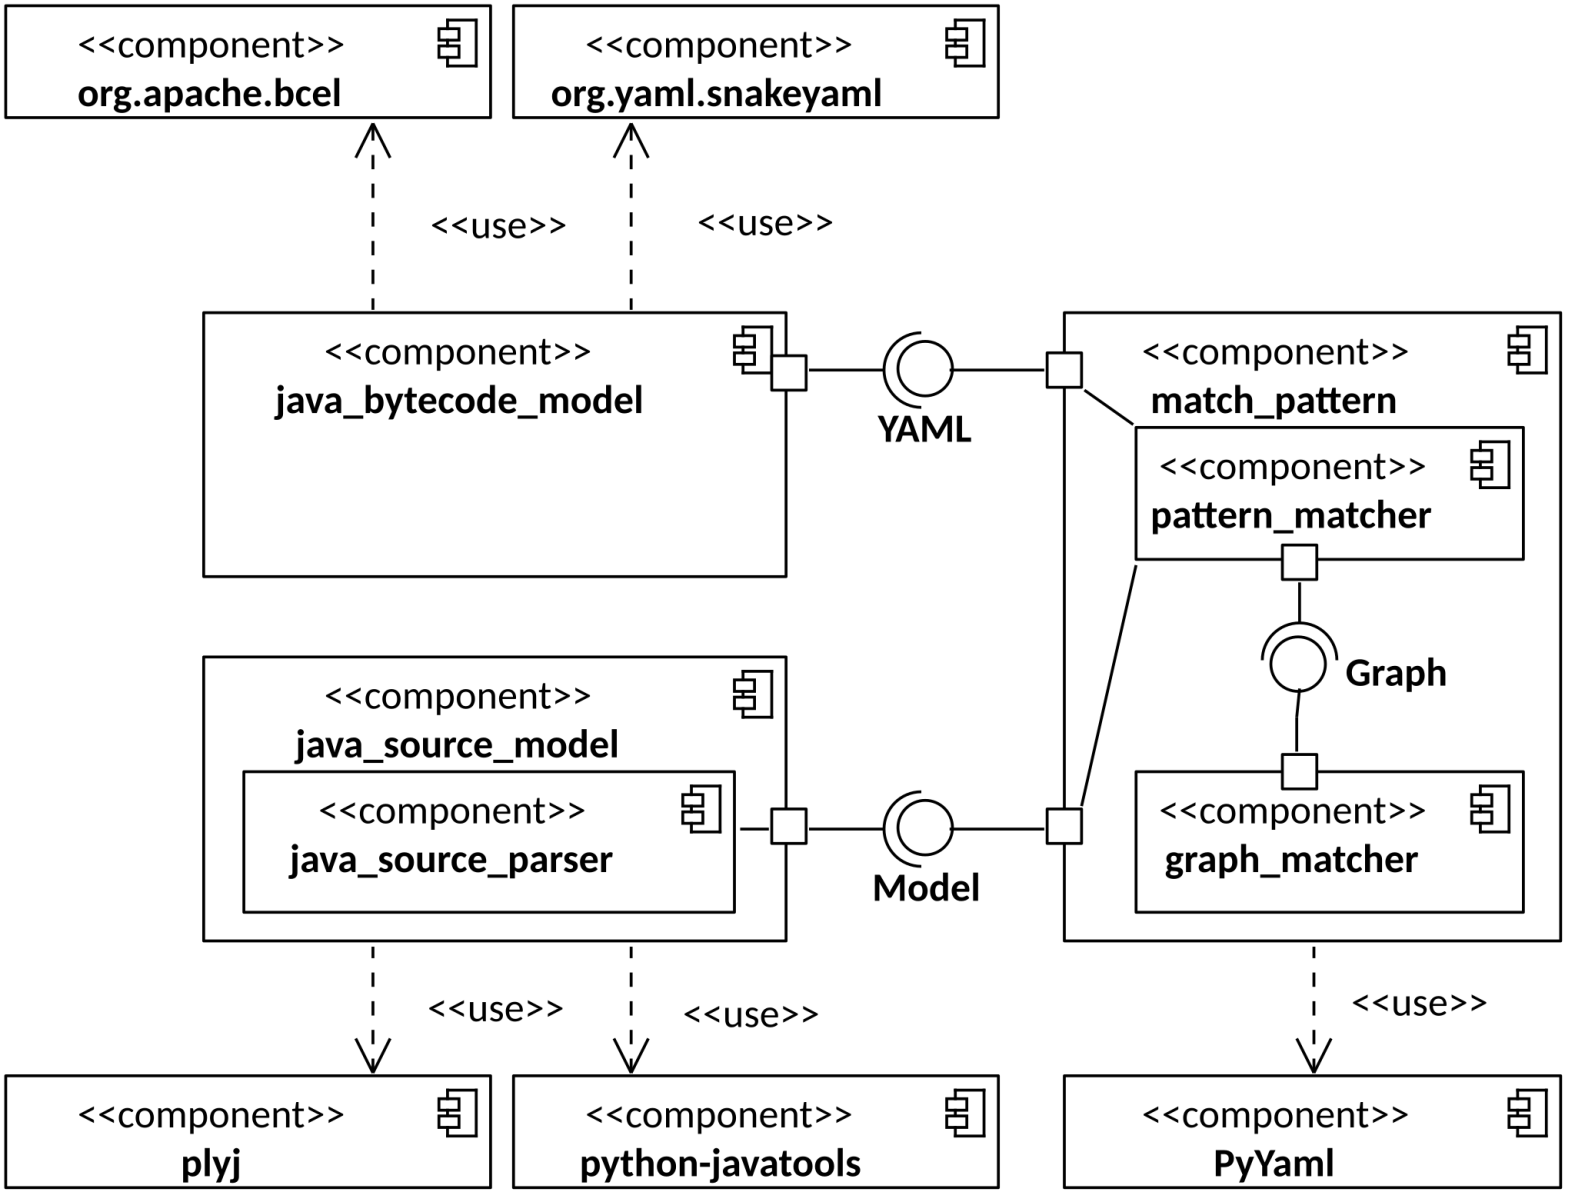 <<component>>
org.apache.bcel
<<component>>
org.yaml.snakeyaml
<<use>>
<<use>>
<<component>>
java_bytecode_model
YAML
<<component>>
match_pattern
<<component>>
pattern_matcher
Graph
<<component>>
java_source_model
<<component>>
java_source_parser
Model
<<component>>
graph_matcher
<<use>>
<<use>>
<<use>>
<<component>>
plyj
<<component>>
python-javatools
<<component>>
PyYaml